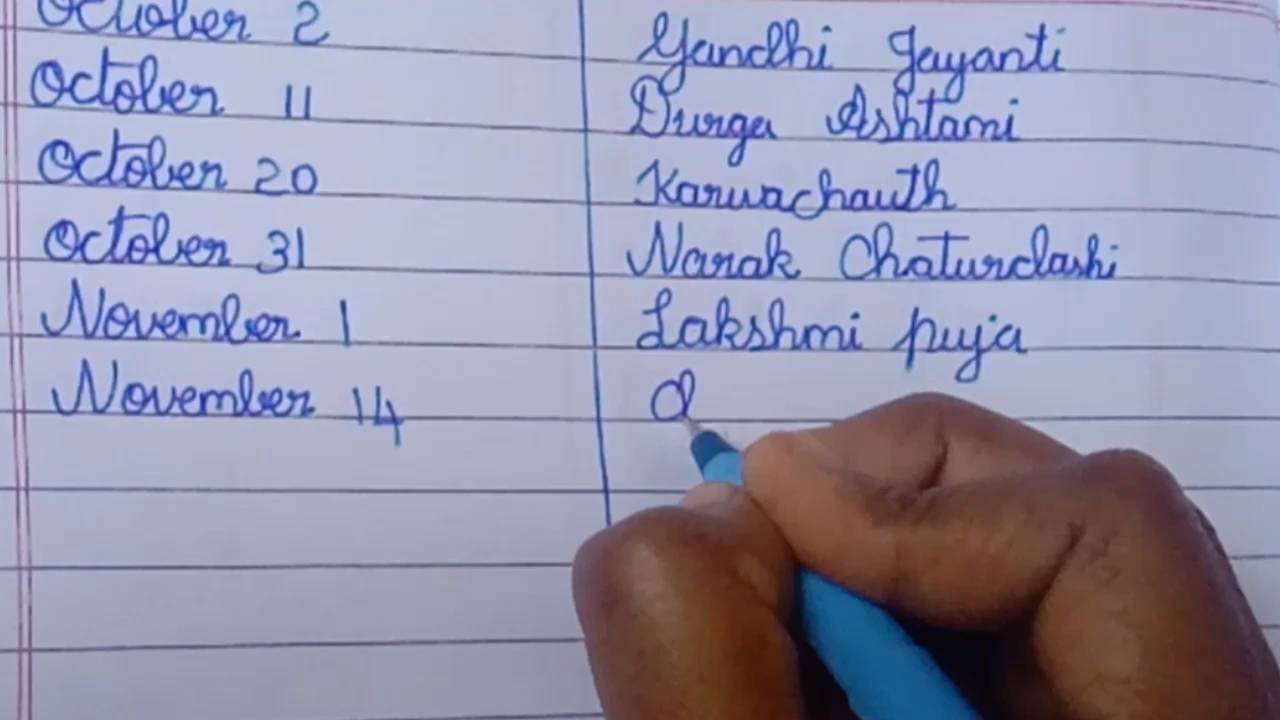 October 2 Gandhi Jayanti
October 11 Durga Ashtami
October 20 Karwachauth
October 31 Narak Chaturdashi
November 1 Lakshmi puja
November 14